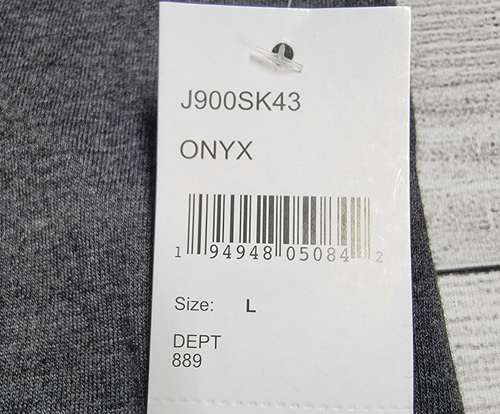 J900SK43
ONYX
1 94948 05084 2
Size: L
DEPT
889